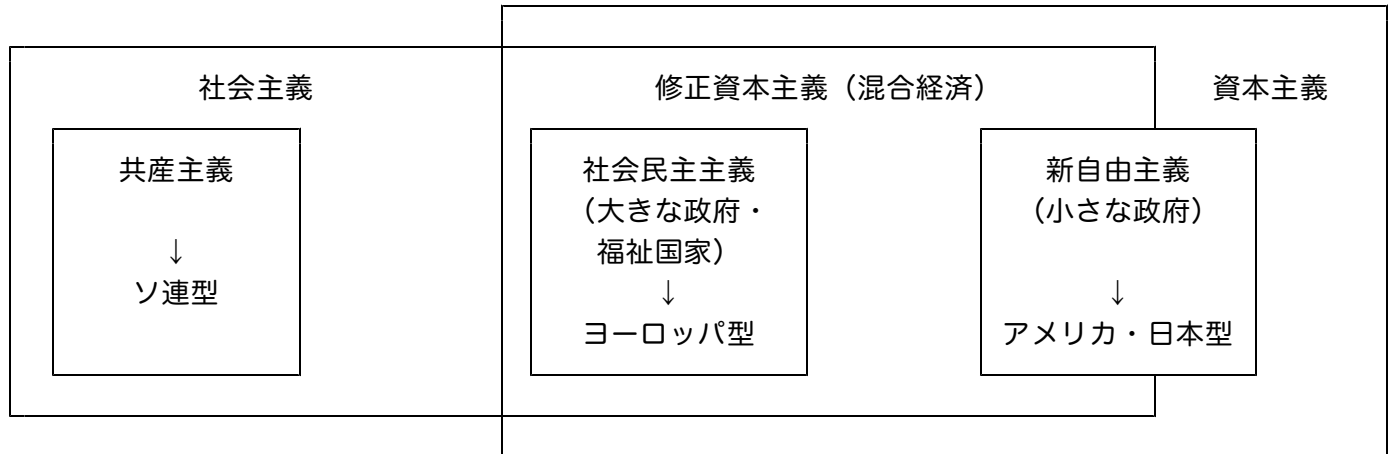 社会主義
修正資本主義（混合経済）
資本主義
共産主義
↓
ソ連型
社会民主主義
（大きな政府・
福祉国家）
↓
ヨーロッパ型
新自由主義
（小さな政府）
↓
アメリカ・日本型